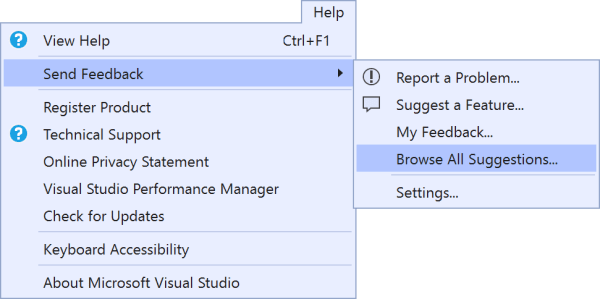 Help
View Help Ctrl+F1
Send Feedback
Register Product
Technical Support
Online Privacy Statement
Visual Studio Performance Manager
Check for Updates
Keyboard Accessibility
About Microsoft Visual Studio
Report a Problem...
Suggest a Feature...
My Feedback...
Browse All Suggestions...
Settings...